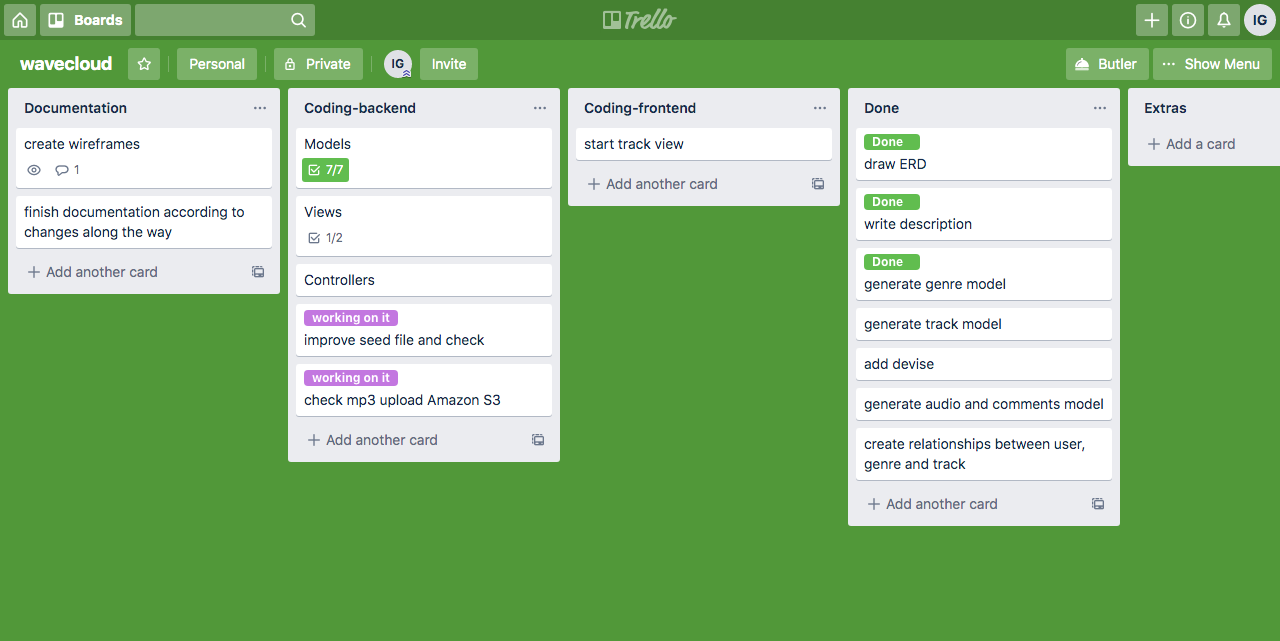 Boards
Trello
IG
wavecloud
Personal
Private
IG
Invite
Butler
Show Menu
Documentation
create wireframes
1
finish documentation according to
changes along the way
Add another card
Coding-backend
Models
7/7
Views
1/2
Controllers
working on it
improve seed file and check
working on it
check mp3 upload Amazon S3
Add another card
Coding-frontend
start track view
Add another card
Done
Done
draw ERD
Done
write description
Done
generate genre model
generate track model
add devise
generate audio and comments model
create relationships between user,
genre and track
Add another card
Extras
Add a card